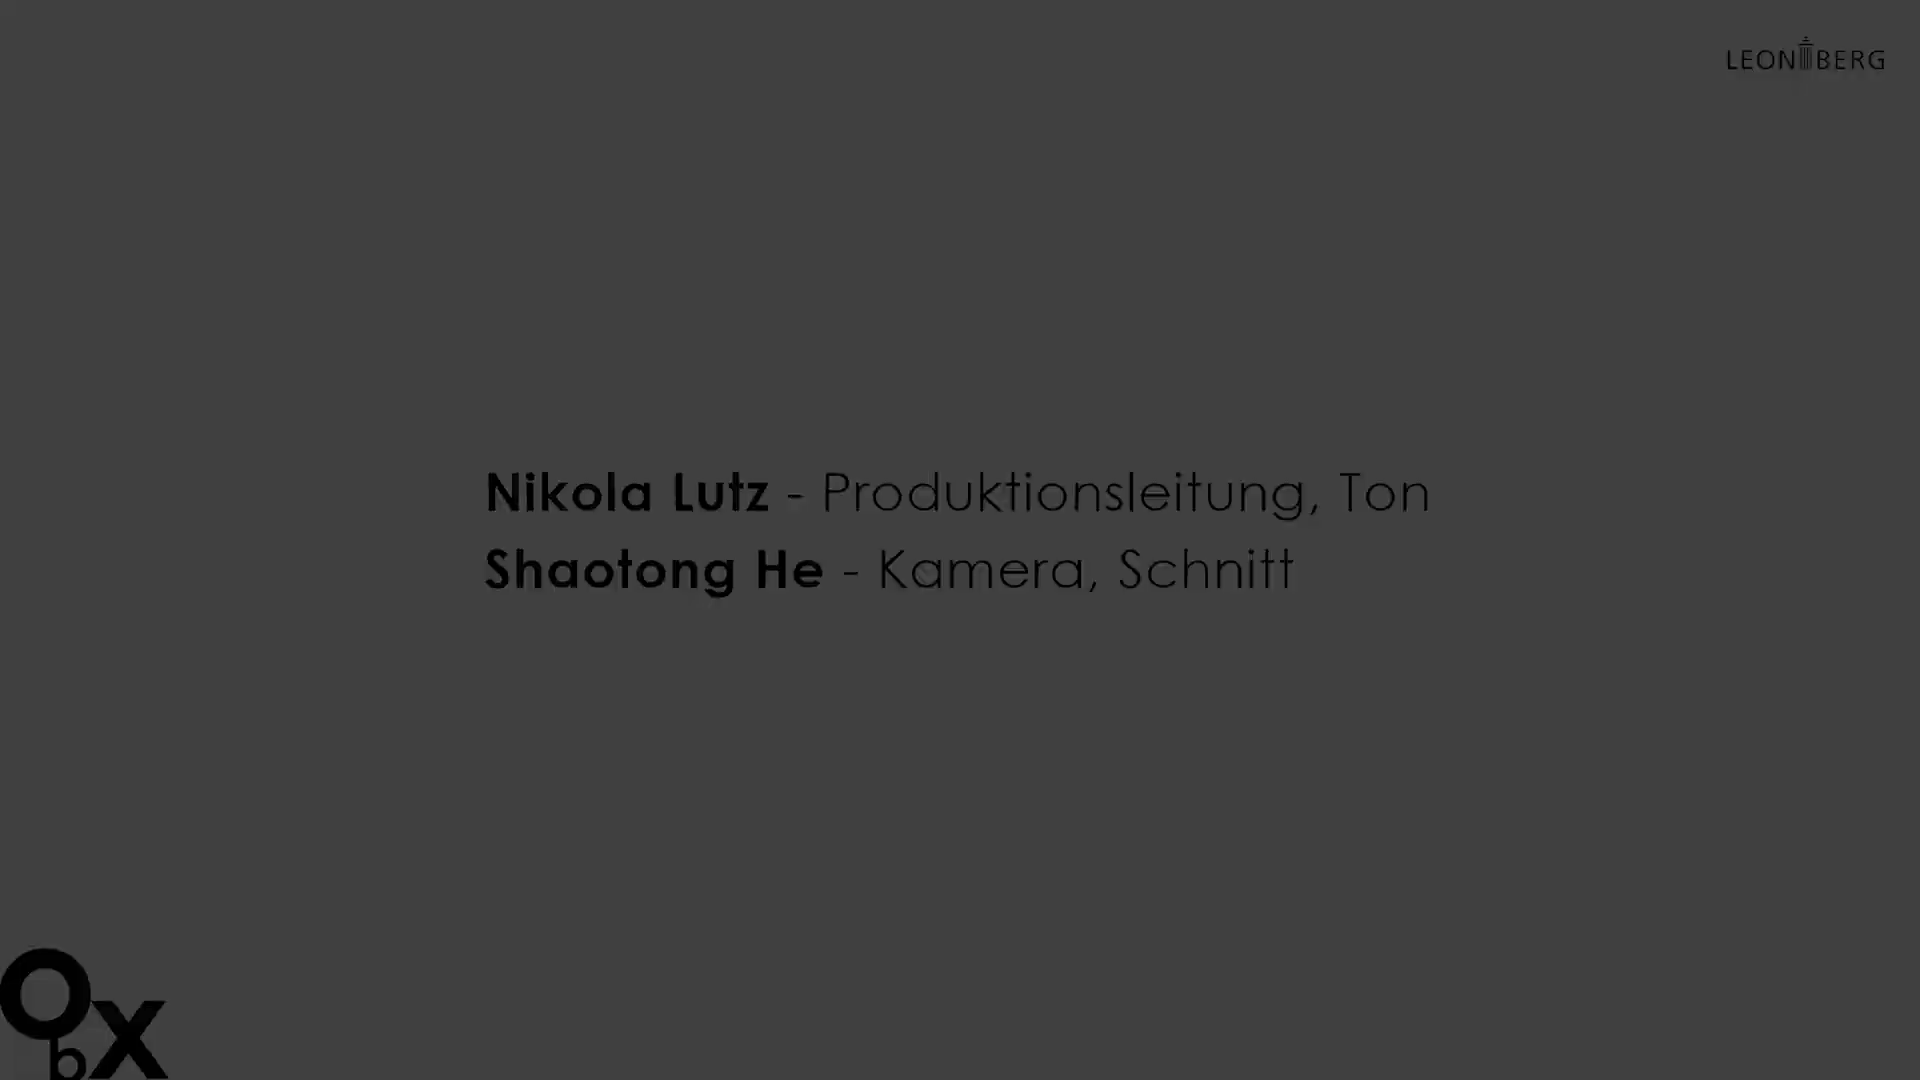 LEONBERG
Nikola Lutz - Produktionsleitung, Ton
Shaotong He - Kamera, Schnitt
ObX